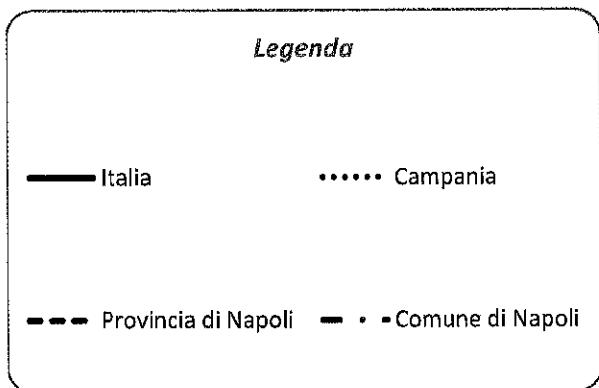 Legenda
Italia
Campania
Provincia di Napoli
Comune di Napoli